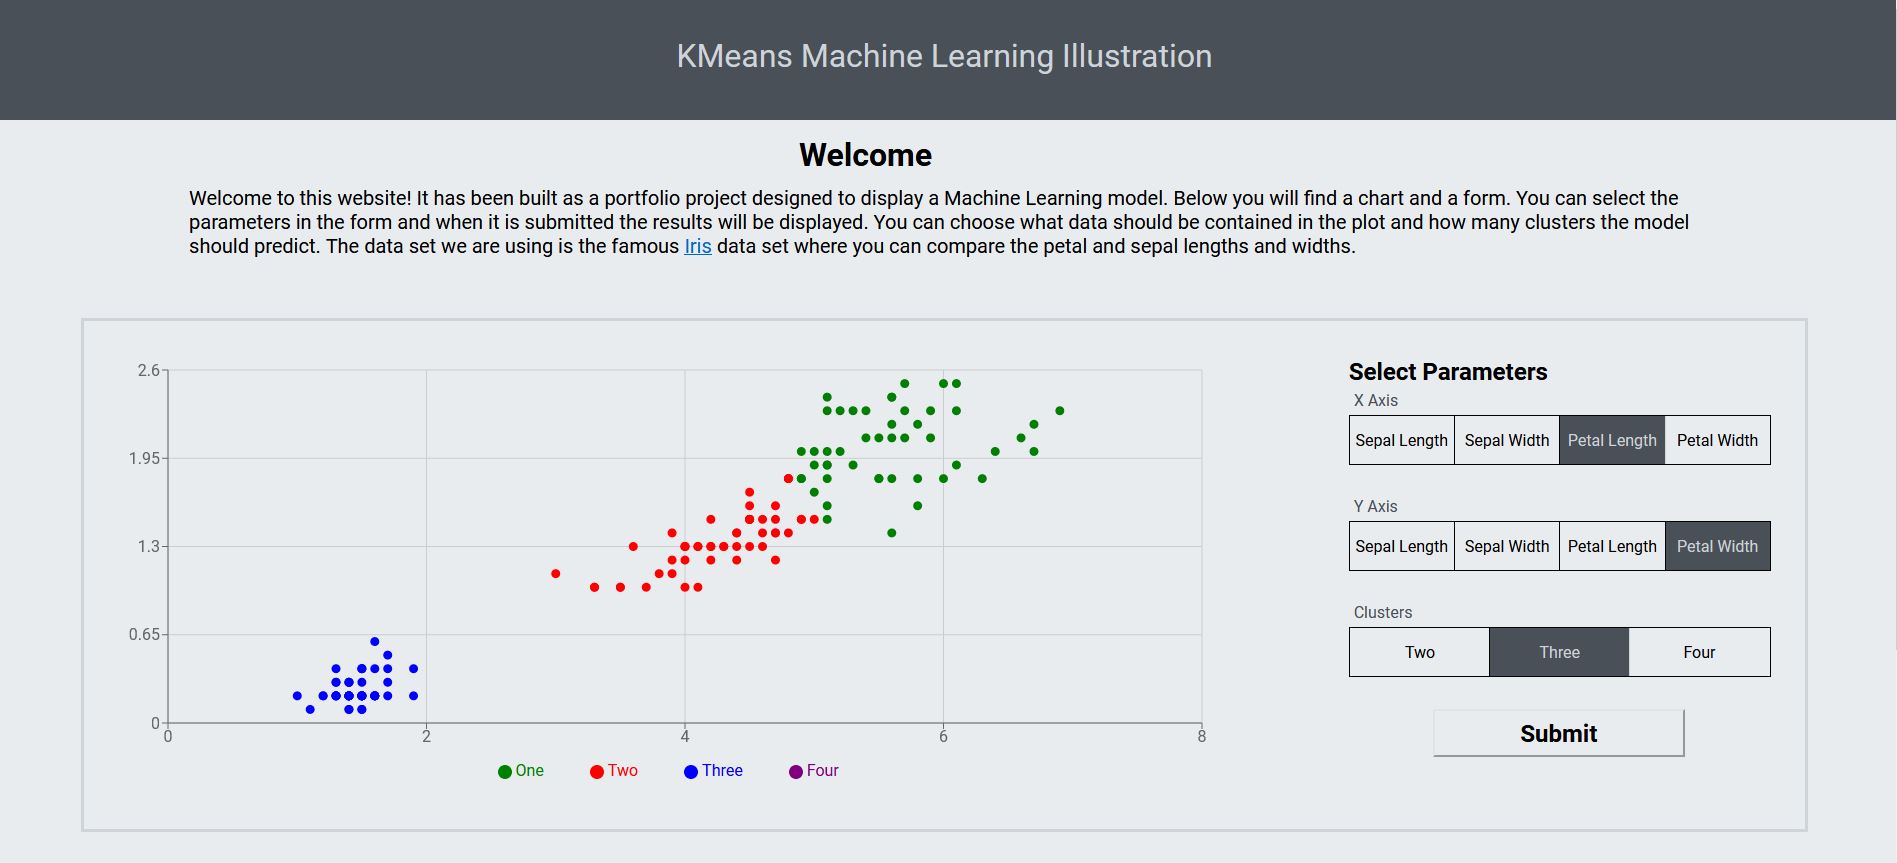 KMeans Machine Learning Illustration
Welcome
Welcome to this website! It has been built as a portfolio project designed to display a Machine Learning model. Below you will find a chart and a form. You can select the
parameters in the form and when it is submitted the results will be displayed. You can choose what data should be contained in the plot and how many clusters the model
should predict. The data set we are using is the famous Iris data set where you can compare the petal and sepal lengths and widths.
2.6
1.95
1.3
0.65
0
0 2 4 6 8
One Two Three Four
Select Parameters
X Axis
Sepal Length Sepal Width Petal Length Petal Width
Y Axis
Sepal Length Sepal Width Petal Length Petal Width
Clusters
Two Three Four
Submit